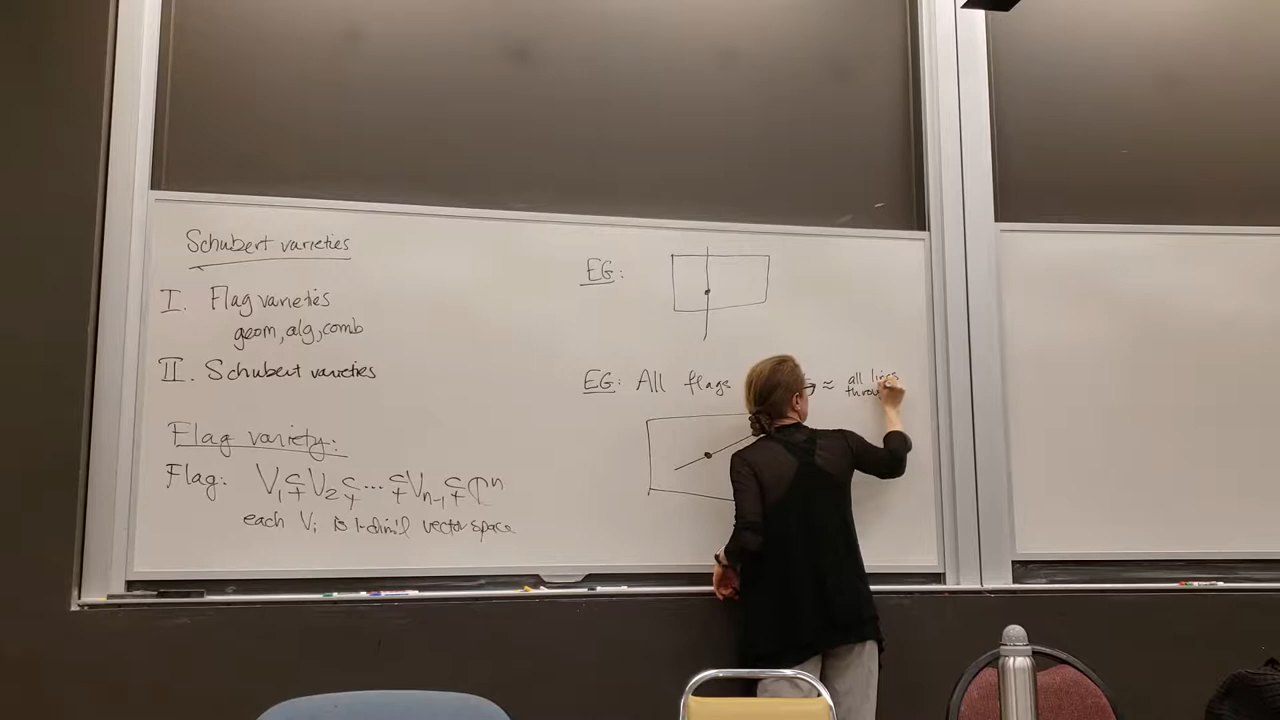 Schubert varieties
I. Flag varieties
geom, alg, comb
II. Schubert varieties
Flag variety:
Flag: V₁ ⊊ V₂ ⊊ ... ⊊ Vₙ₋₁ ⊊ ℂⁿ
each Vᵢ is i-dim'l vector space
EG:
EG: All flags ≈ all lines